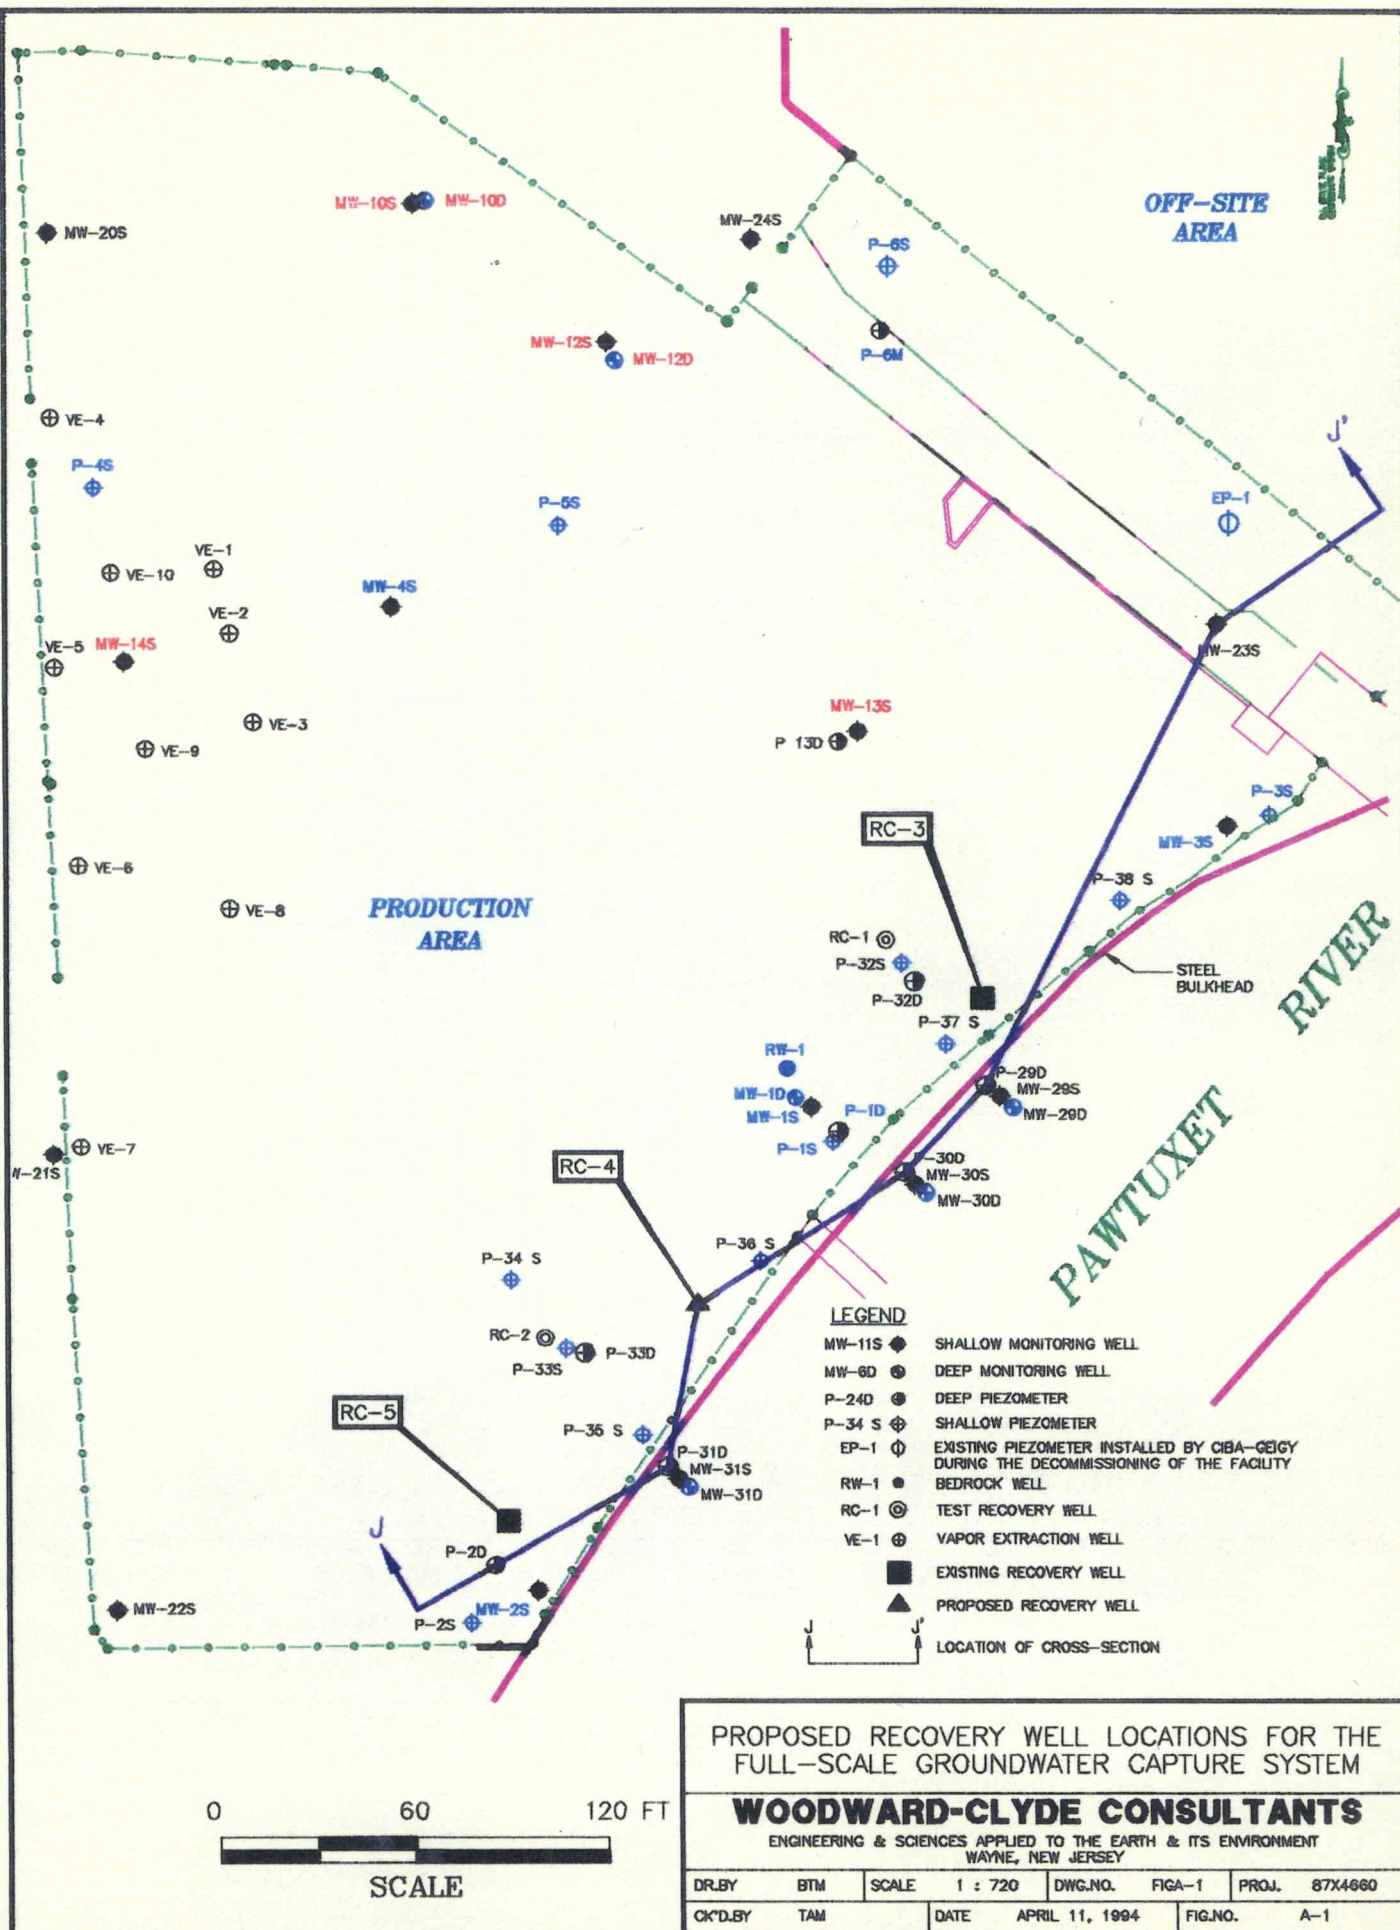 OFF-SITE
AREA
MW-10S
MW-10D
MW-20S
MW-24S
P-6S
MW-12S
MW-12D
P-6M
VE-4
J'
P-4S
P-5S
EP-1
VE-1
VE-10
MW-4S
VE-2
VE-5
MW-14S
MW-23S
MW-13S
VE-3
P 13D
VE-9
P-3S
RC-3
MW-3S
VE-6
P-38 S
VE-8
PRODUCTION
AREA
RC-1
P-32S
P-32D
STEEL
BULKHEAD
PAWTUXET
RIVER
P-37 S
RW-1
P-29D
MW-29S
MW-29D
MW-1D
MW-1S
P-1D
P-1S
VE-7
W-21S
RC-4
P-30D
MW-30S
MW-30D
P-36 S
P-34 S
RC-2
P-33S
P-33D
RC-5
P-35 S
P-31D
MW-31S
MW-31D
J
P-2D
MW-22S
P-2S
MW-2S
LEGEND
MW-11S SHALLOW MONITORING WELL
MW-6D DEEP MONITORING WELL
P-24D DEEP PIEZOMETER
P-34 S SHALLOW PIEZOMETER
EP-1 EXISTING PIEZOMETER INSTALLED BY CIBA-GEIGY
DURING THE DECOMMISSIONING OF THE FACILITY
RW-1 BEDROCK WELL
RC-1 TEST RECOVERY WELL
VE-1 VAPOR EXTRACTION WELL
EXISTING RECOVERY WELL
PROPOSED RECOVERY WELL
J J'
LOCATION OF CROSS-SECTION
0 60 120 FT
SCALE
PROPOSED RECOVERY WELL LOCATIONS FOR THE
FULL-SCALE GROUNDWATER CAPTURE SYSTEM
WOODWARD-CLYDE CONSULTANTS
ENGINEERING & SCIENCES APPLIED TO THE EARTH & ITS ENVIRONMENT
WAYNE, NEW JERSEY
DR.BY BTM SCALE 1 : 720 DWG.NO. FIGA-1 PROJ. 87X4660
CK'D.BY TAM DATE APRIL 11, 1994 FIG.NO. A-1